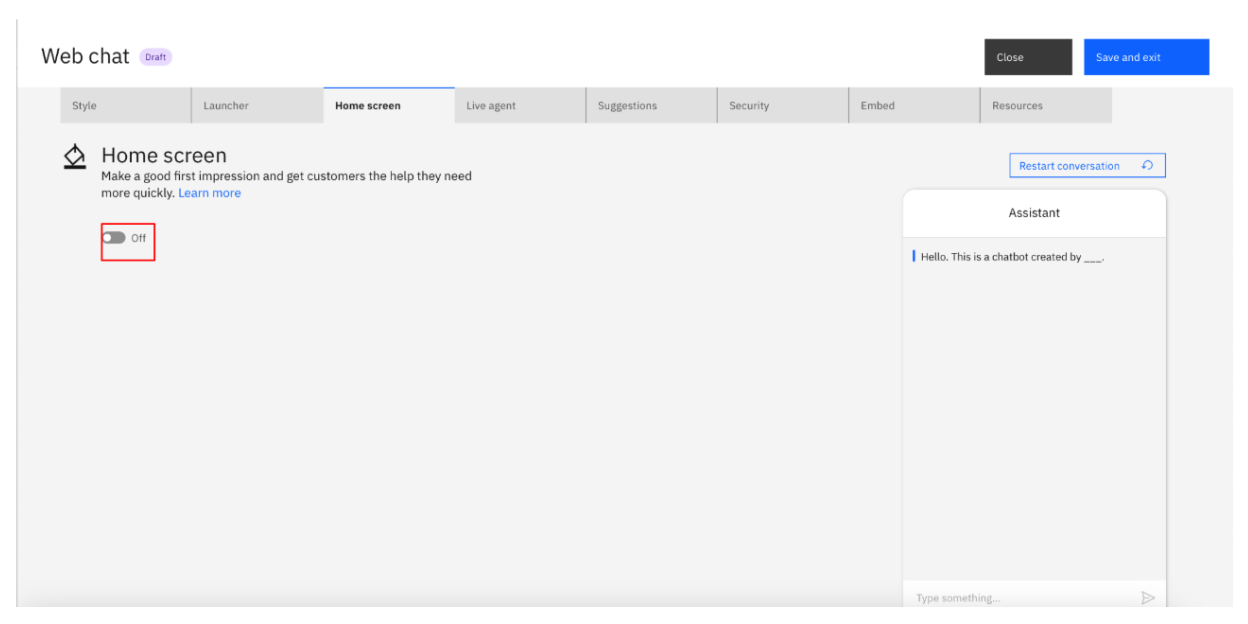 Web chat Draft
Close
Save and exit
Style
Launcher
Home screen
Live agent
Suggestions
Security
Embed
Resources
Home screen
Make a good first impression and get customers the help they need
more quickly. Learn more
Off
Restart conversation
Assistant
Hello. This is a chatbot created by ___.
Type something...